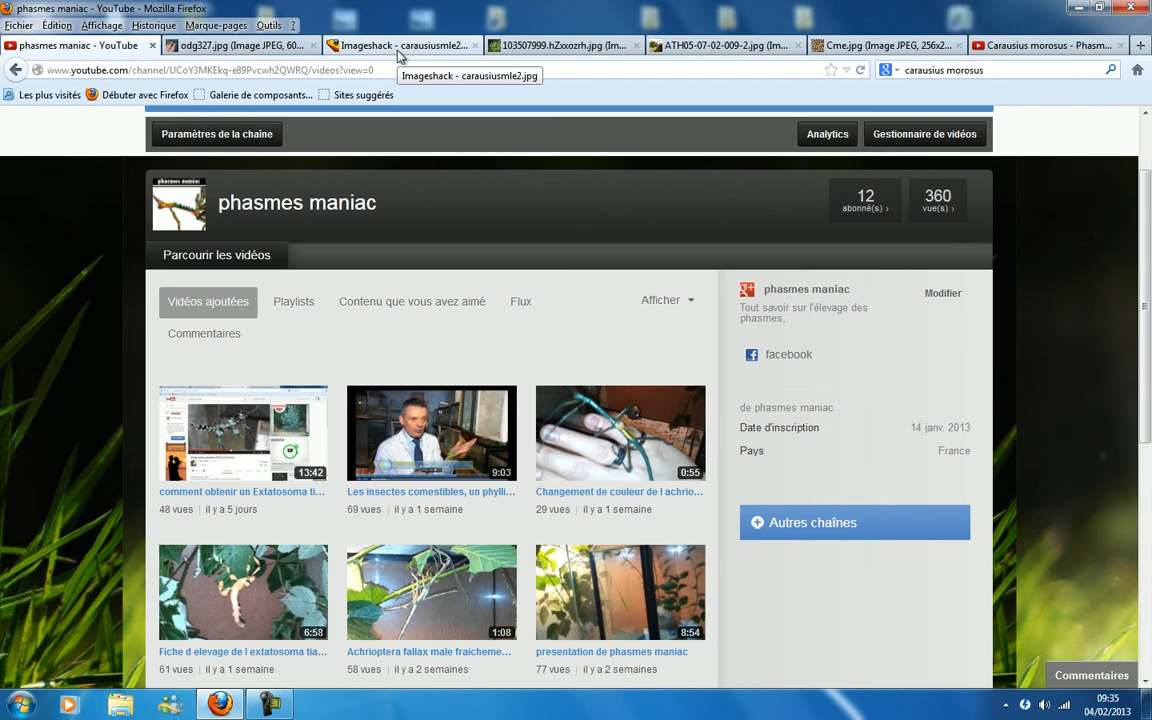 phasmes maniac - YouTube - Mozilla Firefox
Fichier Édition Affichage Historique Marque-pages Outils ?
phasmes maniac - YouTube
odg327.jpg (Image JPEG, 60...
Imageshack - carausiusmle2...
103507999.hZxxozrh.jpg (Im...
ATH05-07-02-009-2.jpg (Im...
Cme.jpg (Image JPEG, 256x2...
Carausius morosus - Phasm...
www.youtube.com/channel/UCoY3MKEkq-e89Pvcwh2QWRQ/videos?view=0
carausius morosus
Imageshack - carausiusmle2.jpg
Les plus visités Débuter avec Firefox Galerie de composants... Sites suggérés
Paramètres de la chaîne Analytics Gestionnaire de vidéos
phasmes maniac
phasmes maniac
12
abonné(s) ›
360
vue(s) ›
Parcourir les vidéos
Vidéos ajoutées Playlists Contenu que vous avez aimé Flux Afficher
Commentaires
phasmes maniac Modifier
Tout savoir sur l'élevage des
phasmes,
facebook
de phasmes maniac
Date d'inscription 14 janv. 2013
Pays France
Autres chaînes
13:42
9:03
0:55
comment obtenir un Extatosoma ti...
48 vues | il y a 5 jours
Les insectes comestibles, un phylli...
69 vues | il y a 1 semaine
Changement de couleur de l achrio...
29 vues | il y a 1 semaine
6:58
1:08
8:54
Fiche d elevage de l extatosoma tia...
61 vues | il y a 1 semaine
Achrioptera fallax male fraicheme...
58 vues | il y a 2 semaines
presentation de phasmes maniac
77 vues | il y a 2 semaines
Commentaires
09:35
04/02/2013